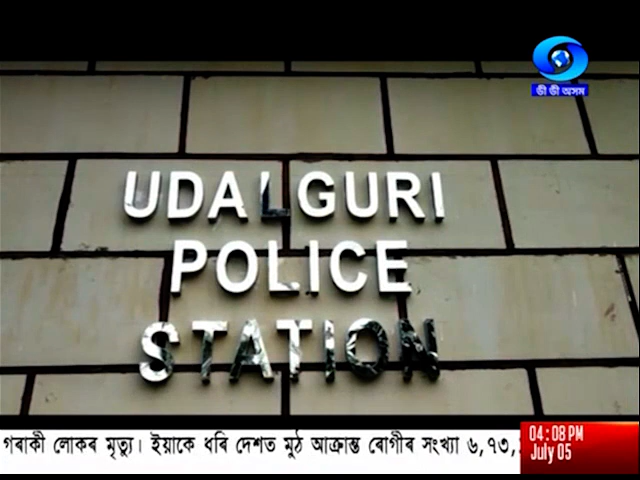 ডী ডী অসম
UDALGURI
POLICE
STATION
গৰাকী লোকৰ মৃত্যু। ইয়াকে ধৰি দেশত মুঠ আক্ৰান্ত ৰোগীৰ সংখ্যা ৬,৭৩,
04:08 PM
July 05